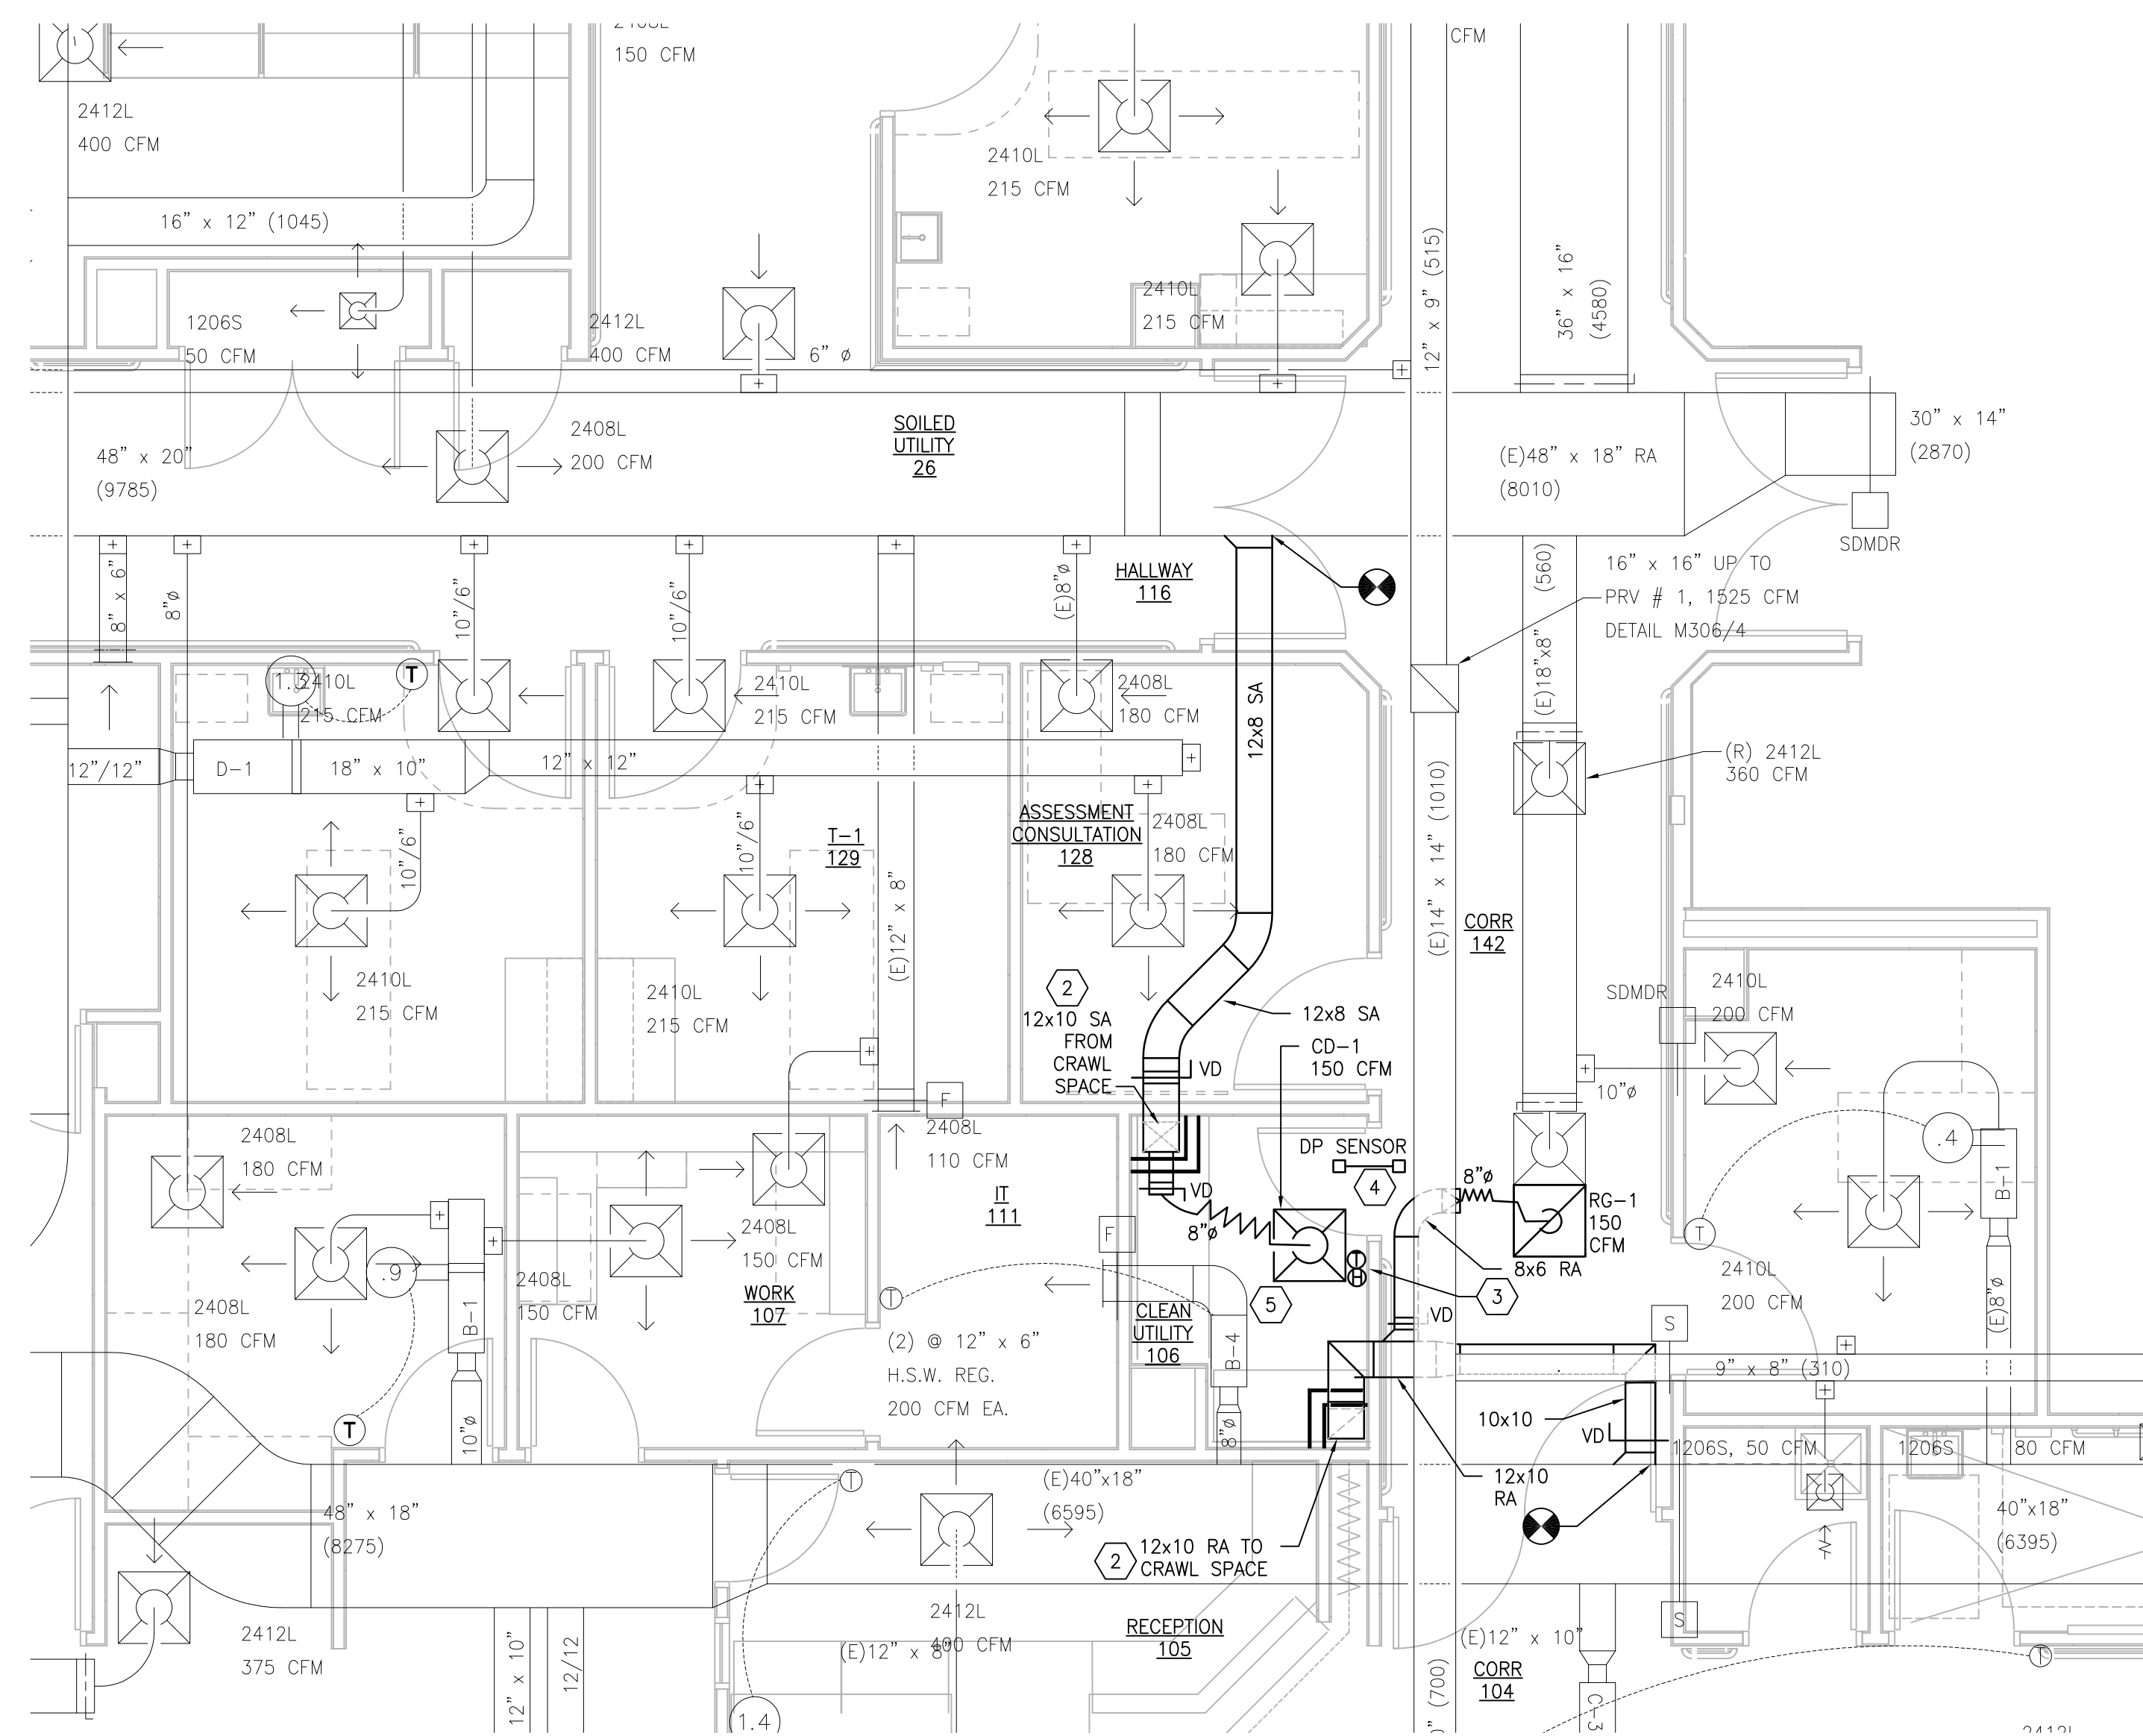 150 CFM
CFM
2412L
400 CFM
2410L
215 CFM
16” x 12” (1045)
12” x 9” (515)
36” x 16”
(4580)
1206S
50 CFM
2412L
400 CFM
6” ø
2410L
215 CFM
48” x 20”
(9785)
2408L
200 CFM
SOILED
UTILITY
26
(E)48” x 18” RA
(8010)
30” x 14”
(2870)
SDMDR
8” x 6”
8”ø
10”/6”
10”/6”
(E)8”ø
HALLWAY
116
(560)
(E)18”x8”
16” x 16” UP TO
PRV # 1, 1525 CFM
DETAIL M306/4
2410L
215 CFM
T
2410L
215 CFM
2408L
180 CFM
12x8 SA
(R) 2412L
360 CFM
12”/12”
D-1
18” x 10”
12” x 12”
10”/6”
10”/6”
T-1
129
ASSESSMENT
CONSULTATION
128
2408L
180 CFM
(E)14” x 14” (1010)
(E)12” x 8”
CORR
142
2410L
215 CFM
2410L
215 CFM
2
12x10 SA
FROM
CRAWL
SPACE
12x8 SA
CD-1
150 CFM
VD
SDMDR
2410L
200 CFM
10”ø
F
2408L
110 CFM
2408L
180 CFM
DP SENSOR
4
8”ø
RG-1
150
CFM
.4
B-1
IT
111
VD
8”ø
F
2408L
150 CFM
T
H
8x6 RA
3
5
T
2410L
200 CFM
(E)8”ø
.9
B-1
2408L
150 CFM
WORK
107
T
CLEAN
UTILITY
106
VD
S
2408L
180 CFM
(2) @ 12” x 6”
H.S.W. REG.
200 CFM EA.
B-4
9” x 8” (310)
T
10”ø
8”ø
10x10
VD
1206S, 50 CFM
1206S
80 CFM
T
(E)40”x18”
(6595)
12x10
RA
48” x 18”
(8275)
40”x18”
(6395)
2
12x10 RA TO
CRAWL SPACE
2412L
400 CFM
RECEPTION
105
S
2412L
375 CFM
(E)12” x 8”
(E)12” x 10”
CORR
104
T
12” x 10”
12/12
(700)
C-3
1.4